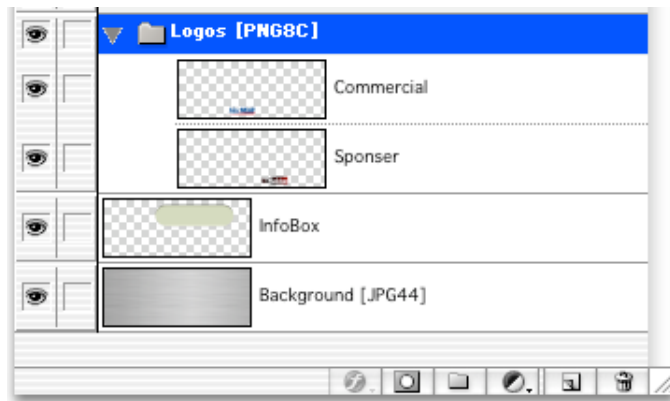 Logos [PNG8C]
Commercial
Sponser
InfoBox
Background [JPG44]